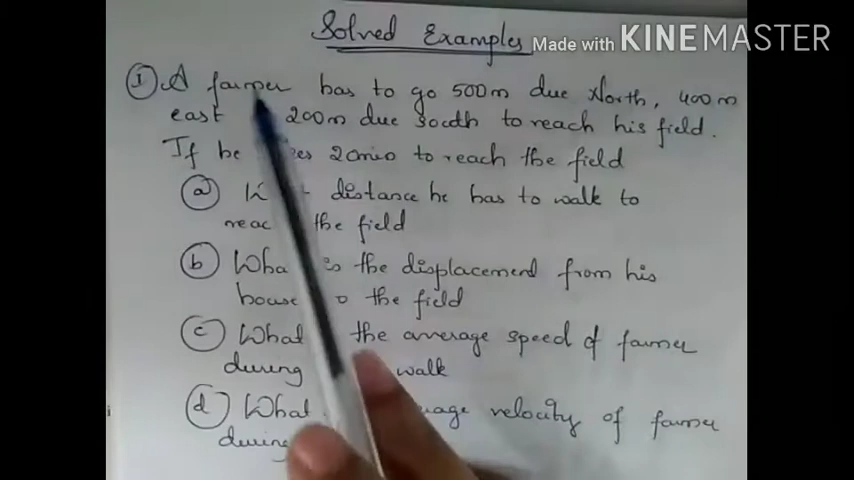 Solved Examples
Made with KINEMASTER
① A farmer has to go 500m due North, 400m
east 200m due south to reach his field.
If he 20min to reach the field
ⓐ distance he has to walk to
the field
ⓑ the displacement from his
house the field
ⓒ What the average speed of farmer
during walk
ⓓ What velocity of farmer